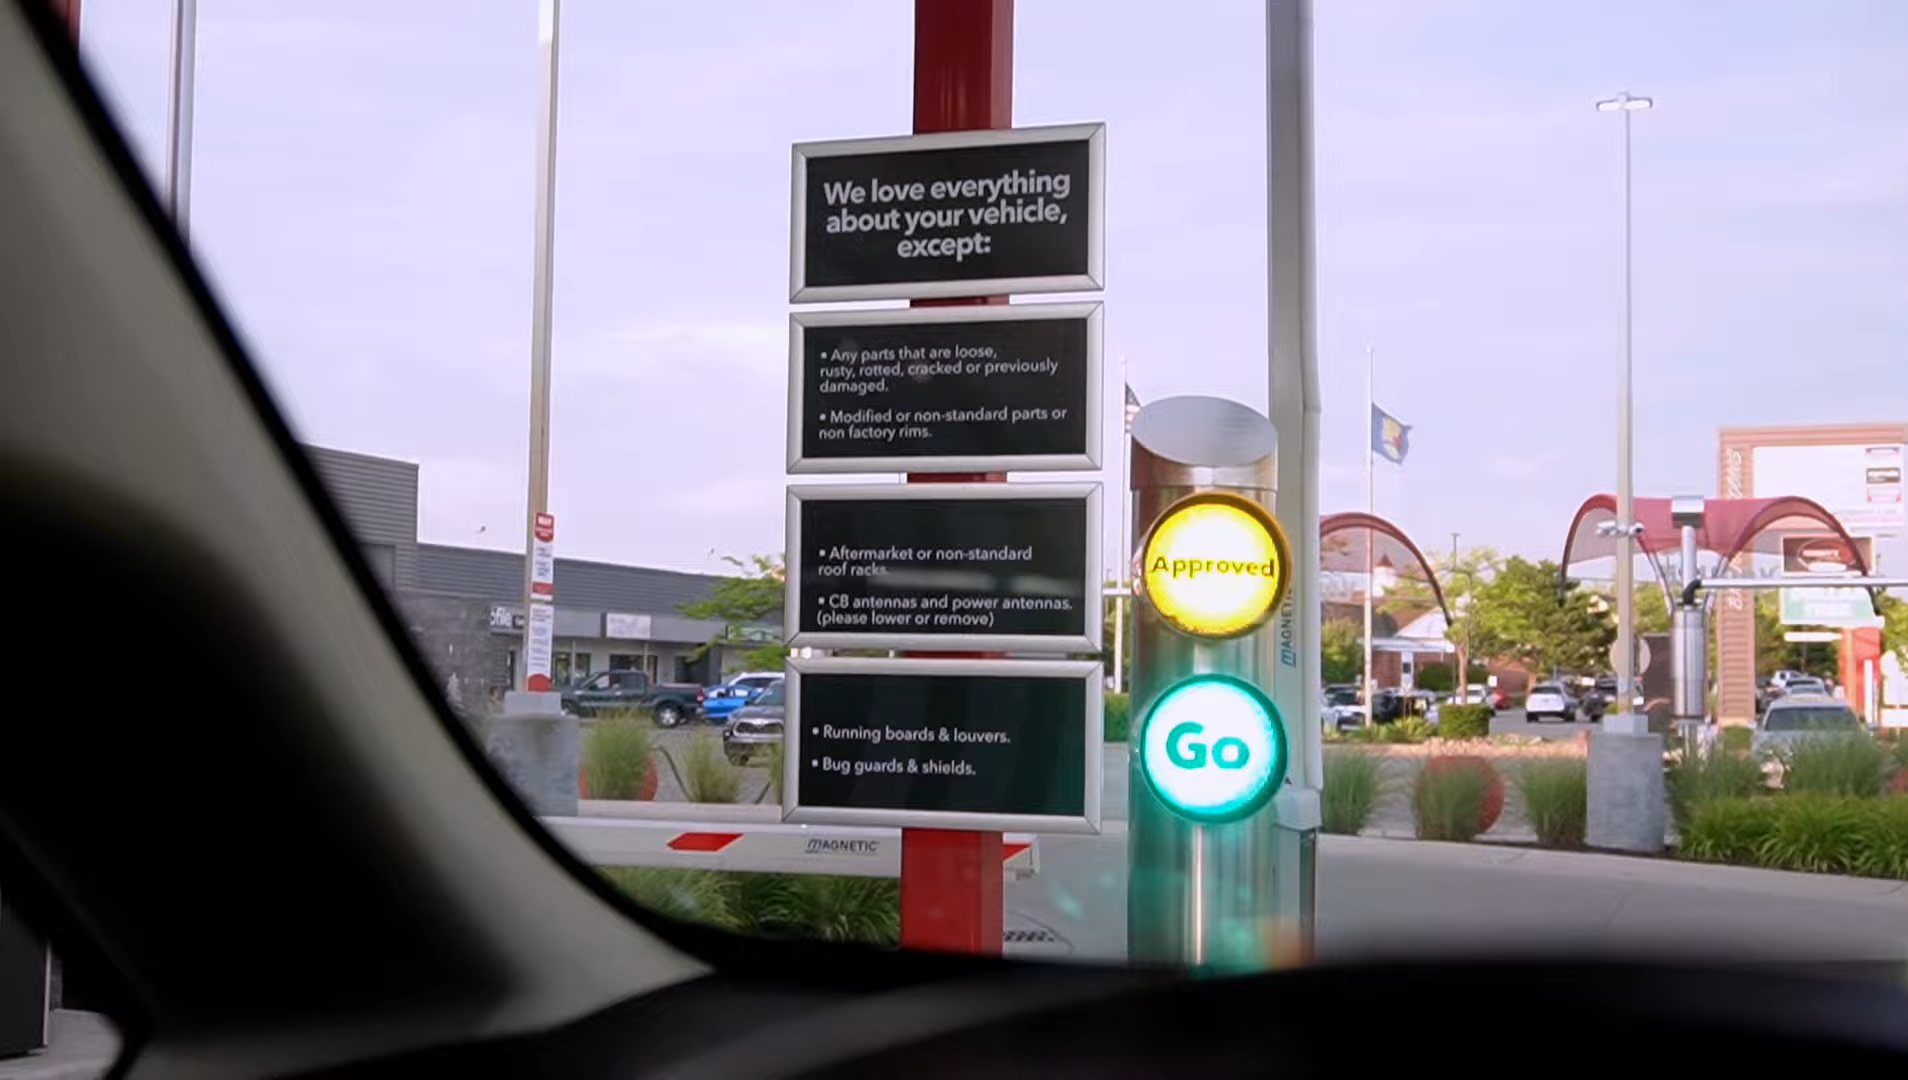 We love everything
about your vehicle,
except:
• Any parts that are loose,
rusty, rotted, cracked or previously
damaged.
• Modified or non-standard parts or
non factory rims.
• Aftermarket or non-standard
roof racks.
• CB antennas and power antennas.
(please lower or remove)
• Running boards & louvers.
• Bug guards & shields.
Approved
Go
MAGNETIC
MAGNETIC